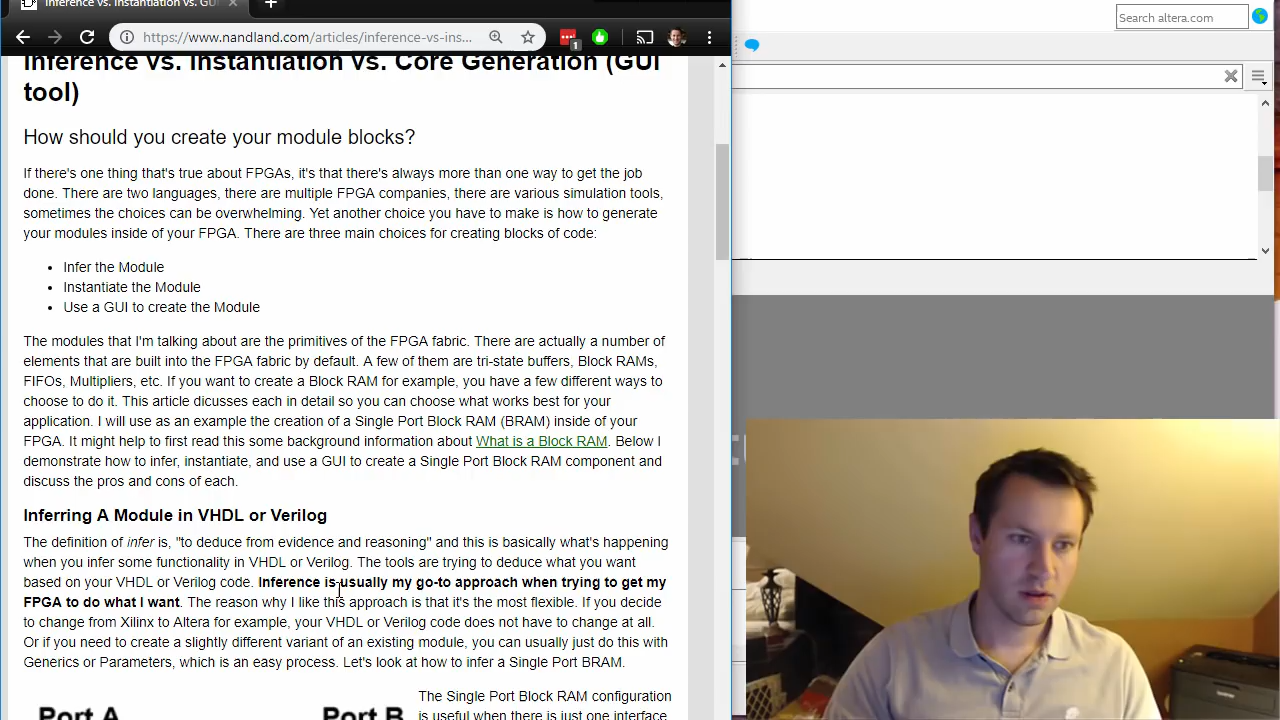 Inference vs. Instantiation vs. GUI
Search altera.com
https://www.nandland.com/articles/inference-vs-ins...
1
Inference vs. Instantiation vs. Core Generation (GUI
tool)
How should you create your module blocks?
If there's one thing that's true about FPGAs, it's that there's always more than one way to get the job
done. There are two languages, there are multiple FPGA companies, there are various simulation tools,
sometimes the choices can be overwhelming. Yet another choice you have to make is how to generate
your modules inside of your FPGA. There are three main choices for creating blocks of code:
• Infer the Module
• Instantiate the Module
• Use a GUI to create the Module
The modules that I'm talking about are the primitives of the FPGA fabric. There are actually a number of
elements that are built into the FPGA fabric by default. A few of them are tri-state buffers, Block RAMs,
FIFOs, Multipliers, etc. If you want to create a Block RAM for example, you have a few different ways to
choose to do it. This article dicusses each in detail so you can choose what works best for your
application. I will use as an example the creation of a Single Port Block RAM (BRAM) inside of your
FPGA. It might help to first read this some background information about What is a Block RAM. Below I
demonstrate how to infer, instantiate, and use a GUI to create a Single Port Block RAM component and
discuss the pros and cons of each.
Inferring A Module in VHDL or Verilog
The definition of infer is, "to deduce from evidence and reasoning" and this is basically what's happening
when you infer some functionality in VHDL or Verilog. The tools are trying to deduce what you want
based on your VHDL or Verilog code. Inference is usually my go-to approach when trying to get my
FPGA to do what I want. The reason why I like this approach is that it's the most flexible. If you decide
to change from Xilinx to Altera for example, your VHDL or Verilog code does not have to change at all.
Or if you need to create a slightly different variant of an existing module, you can usually just do this with
Generics or Parameters, which is an easy process. Let's look at how to infer a Single Port BRAM.
Port A
Port B
The Single Port Block RAM configuration
is useful when there is just one interface